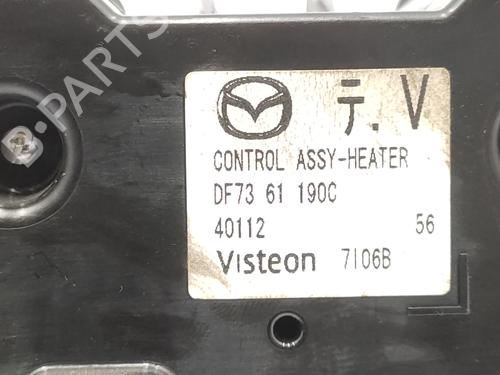 テ.V
CONTROL ASSY-HEATER
DF73 61 190C
40112 56
Visteon 7106B
B-PARTS